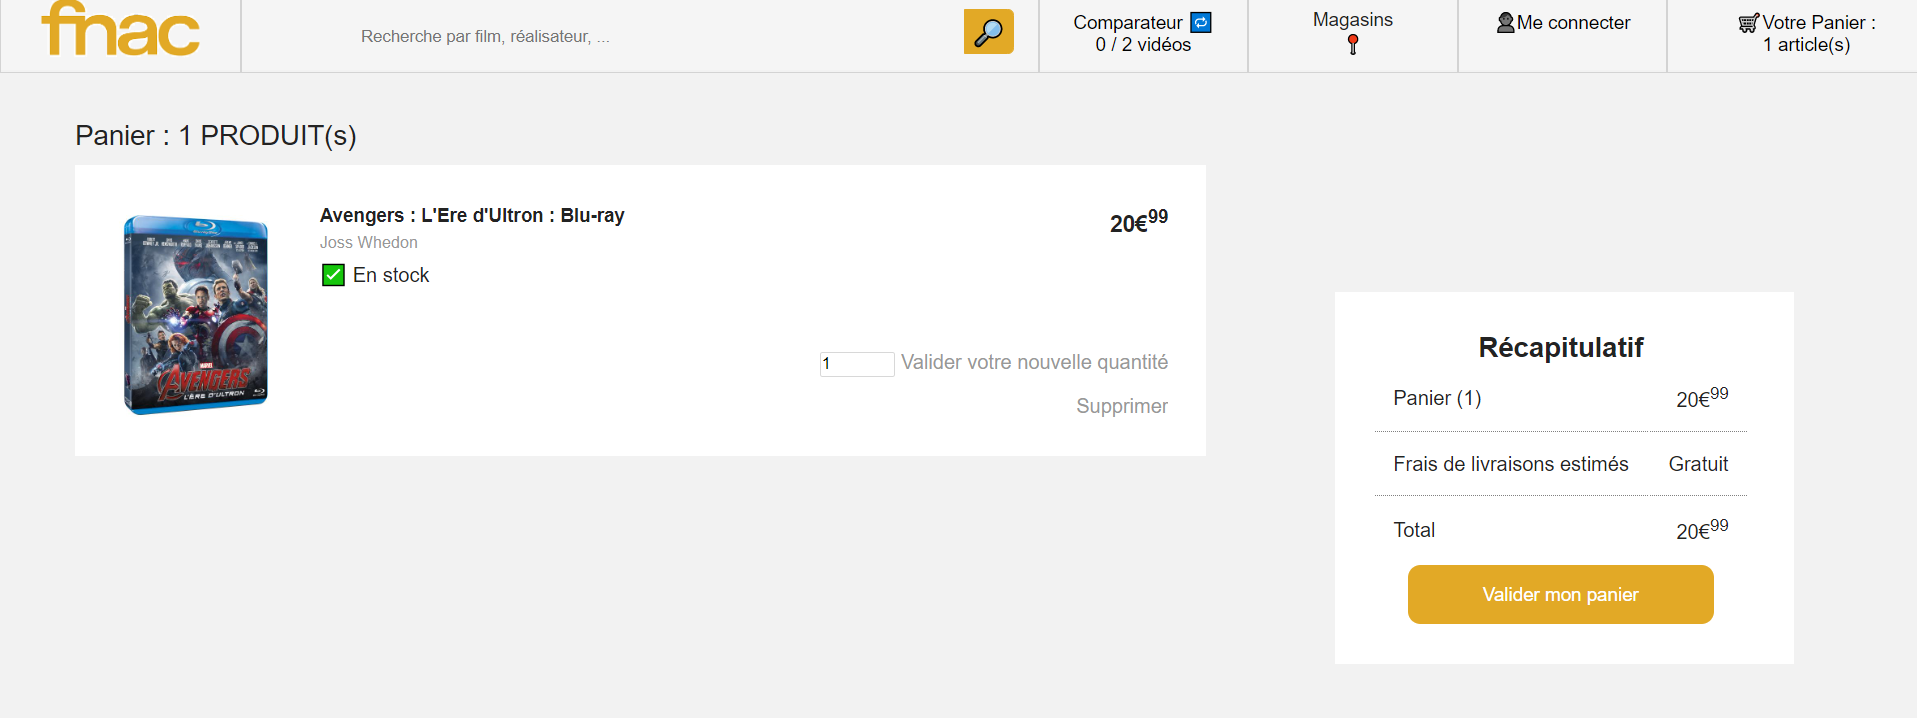 fnac
Recherche par film, réalisateur, ...
Comparateur
0 / 2 vidéos
Magasins
Me connecter
Votre Panier :
1 article(s)
Panier : 1 PRODUIT(s)
Avengers : L'Ere d'Ultron : Blu-ray
Joss Whedon
En stock
20€99
1 Valider votre nouvelle quantité
Supprimer
MARVEL
AVENGERS
L'ÈRE D'ULTRON
Récapitulatif
Panier (1) 20€99
Frais de livraisons estimés Gratuit
Total 20€99
Valider mon panier